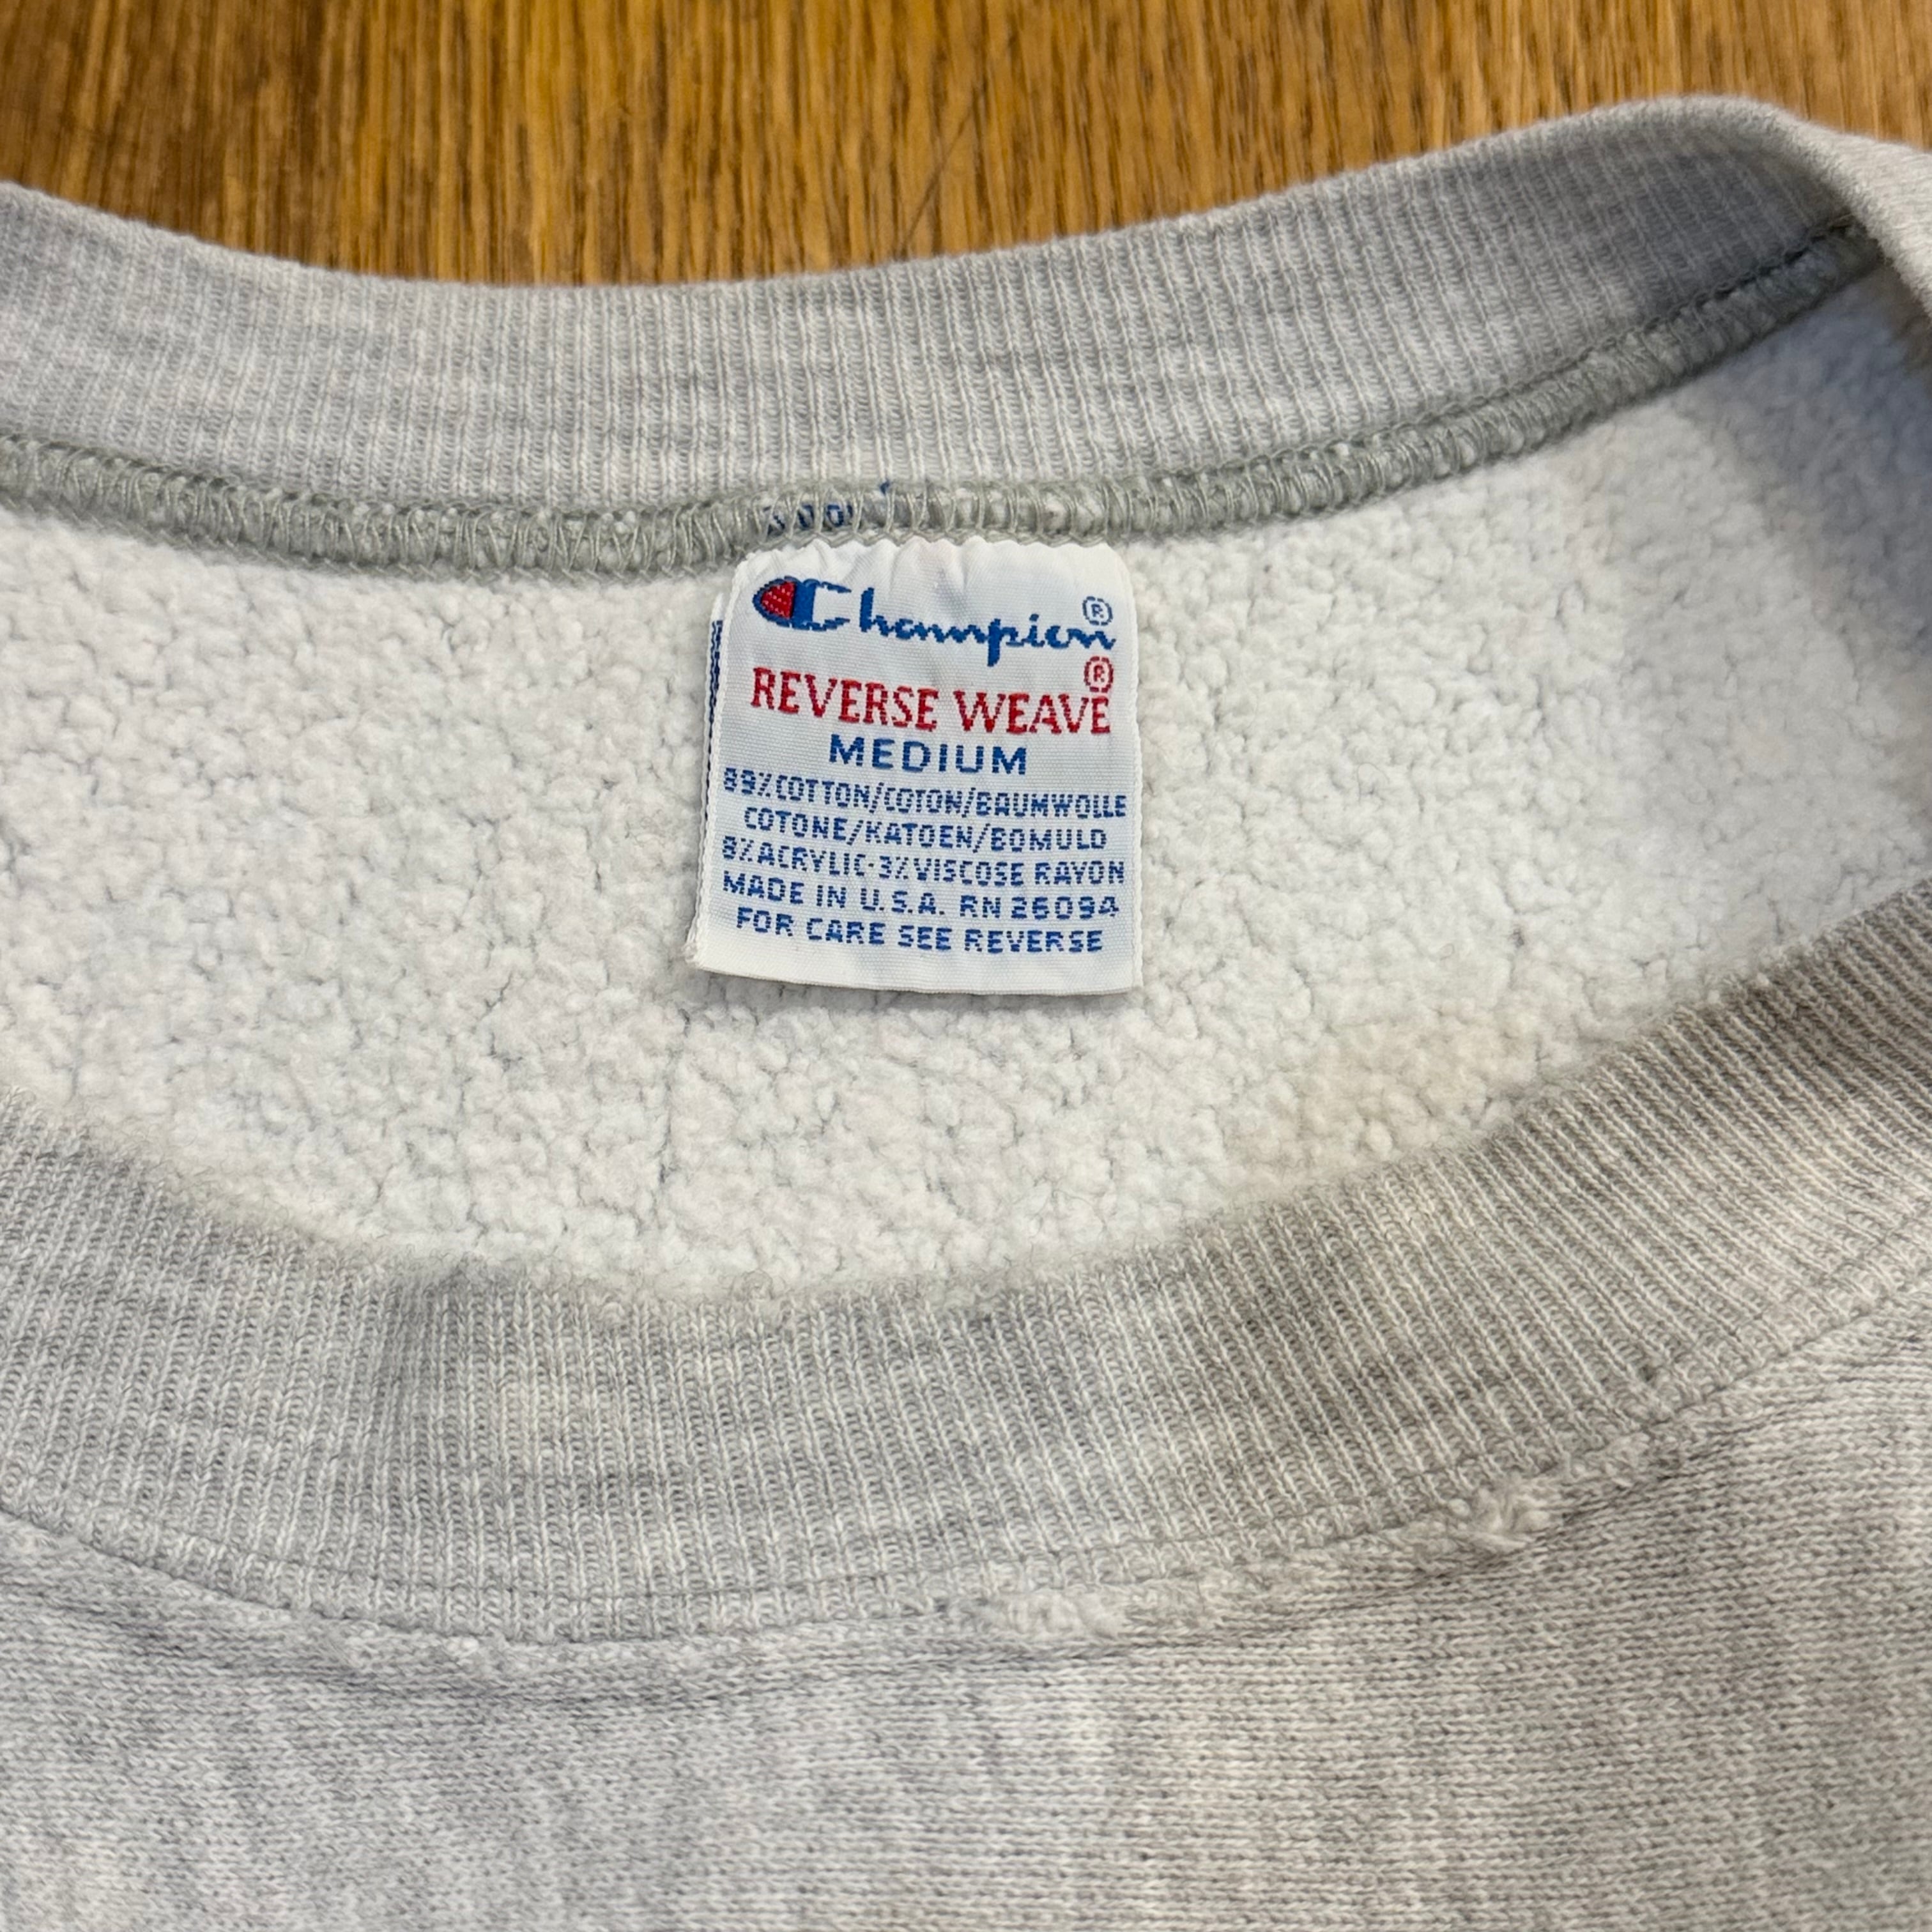 Champion®
REVERSE WEAVE®
MEDIUM
89% COTTON/COTON/BAUMWOLLE
COTONE/KATOEN/BOMULD
8% ACRYLIC·3% VISCOSE RAYON
MADE IN U.S.A. RN 26094
FOR CARE SEE REVERSE